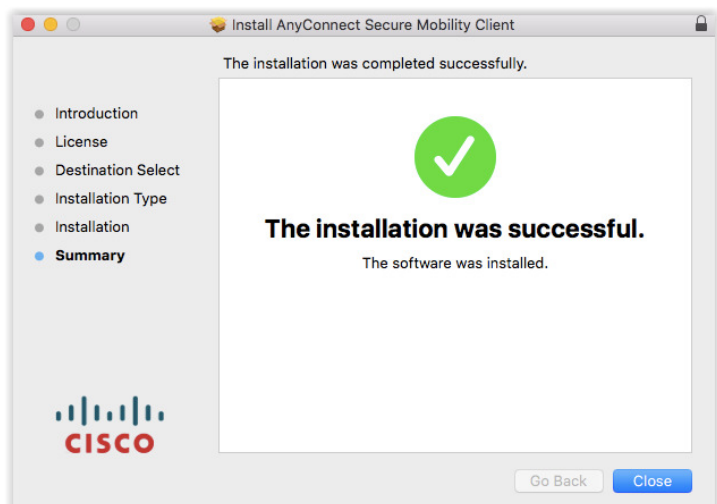 Install AnyConnect Secure Mobility Client
The installation was completed successfully.
Introduction
License
Destination Select
Installation Type
Installation
Summary
The installation was successful.
The software was installed.
CISCO
Go Back
Close